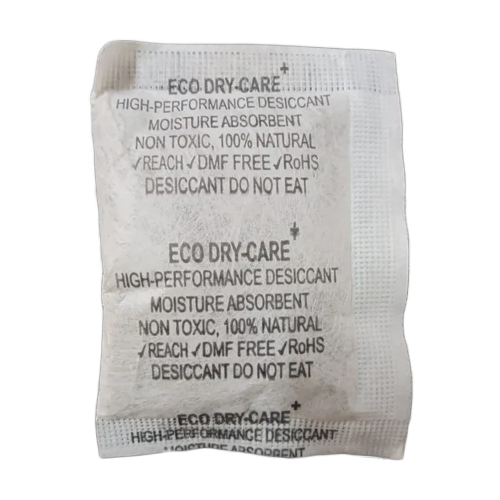 ECO DRY-CARE+
HIGH-PERFORMANCE DESICCANT
MOISTURE ABSORBENT
NON TOXIC, 100% NATURAL
✓REACH ✓DMF FREE ✓RoHS
DESICCANT DO NOT EAT
ECO DRY-CARE+
HIGH-PERFORMANCE DESICCANT
MOISTURE ABSORBENT
NON TOXIC, 100% NATURAL
✓REACH ✓DMF FREE ✓RoHS
DESICCANT DO NOT EAT
ECO DRY-CARE+
HIGH-PERFORMANCE DESICCANT
MOISTURE ABSORBENT